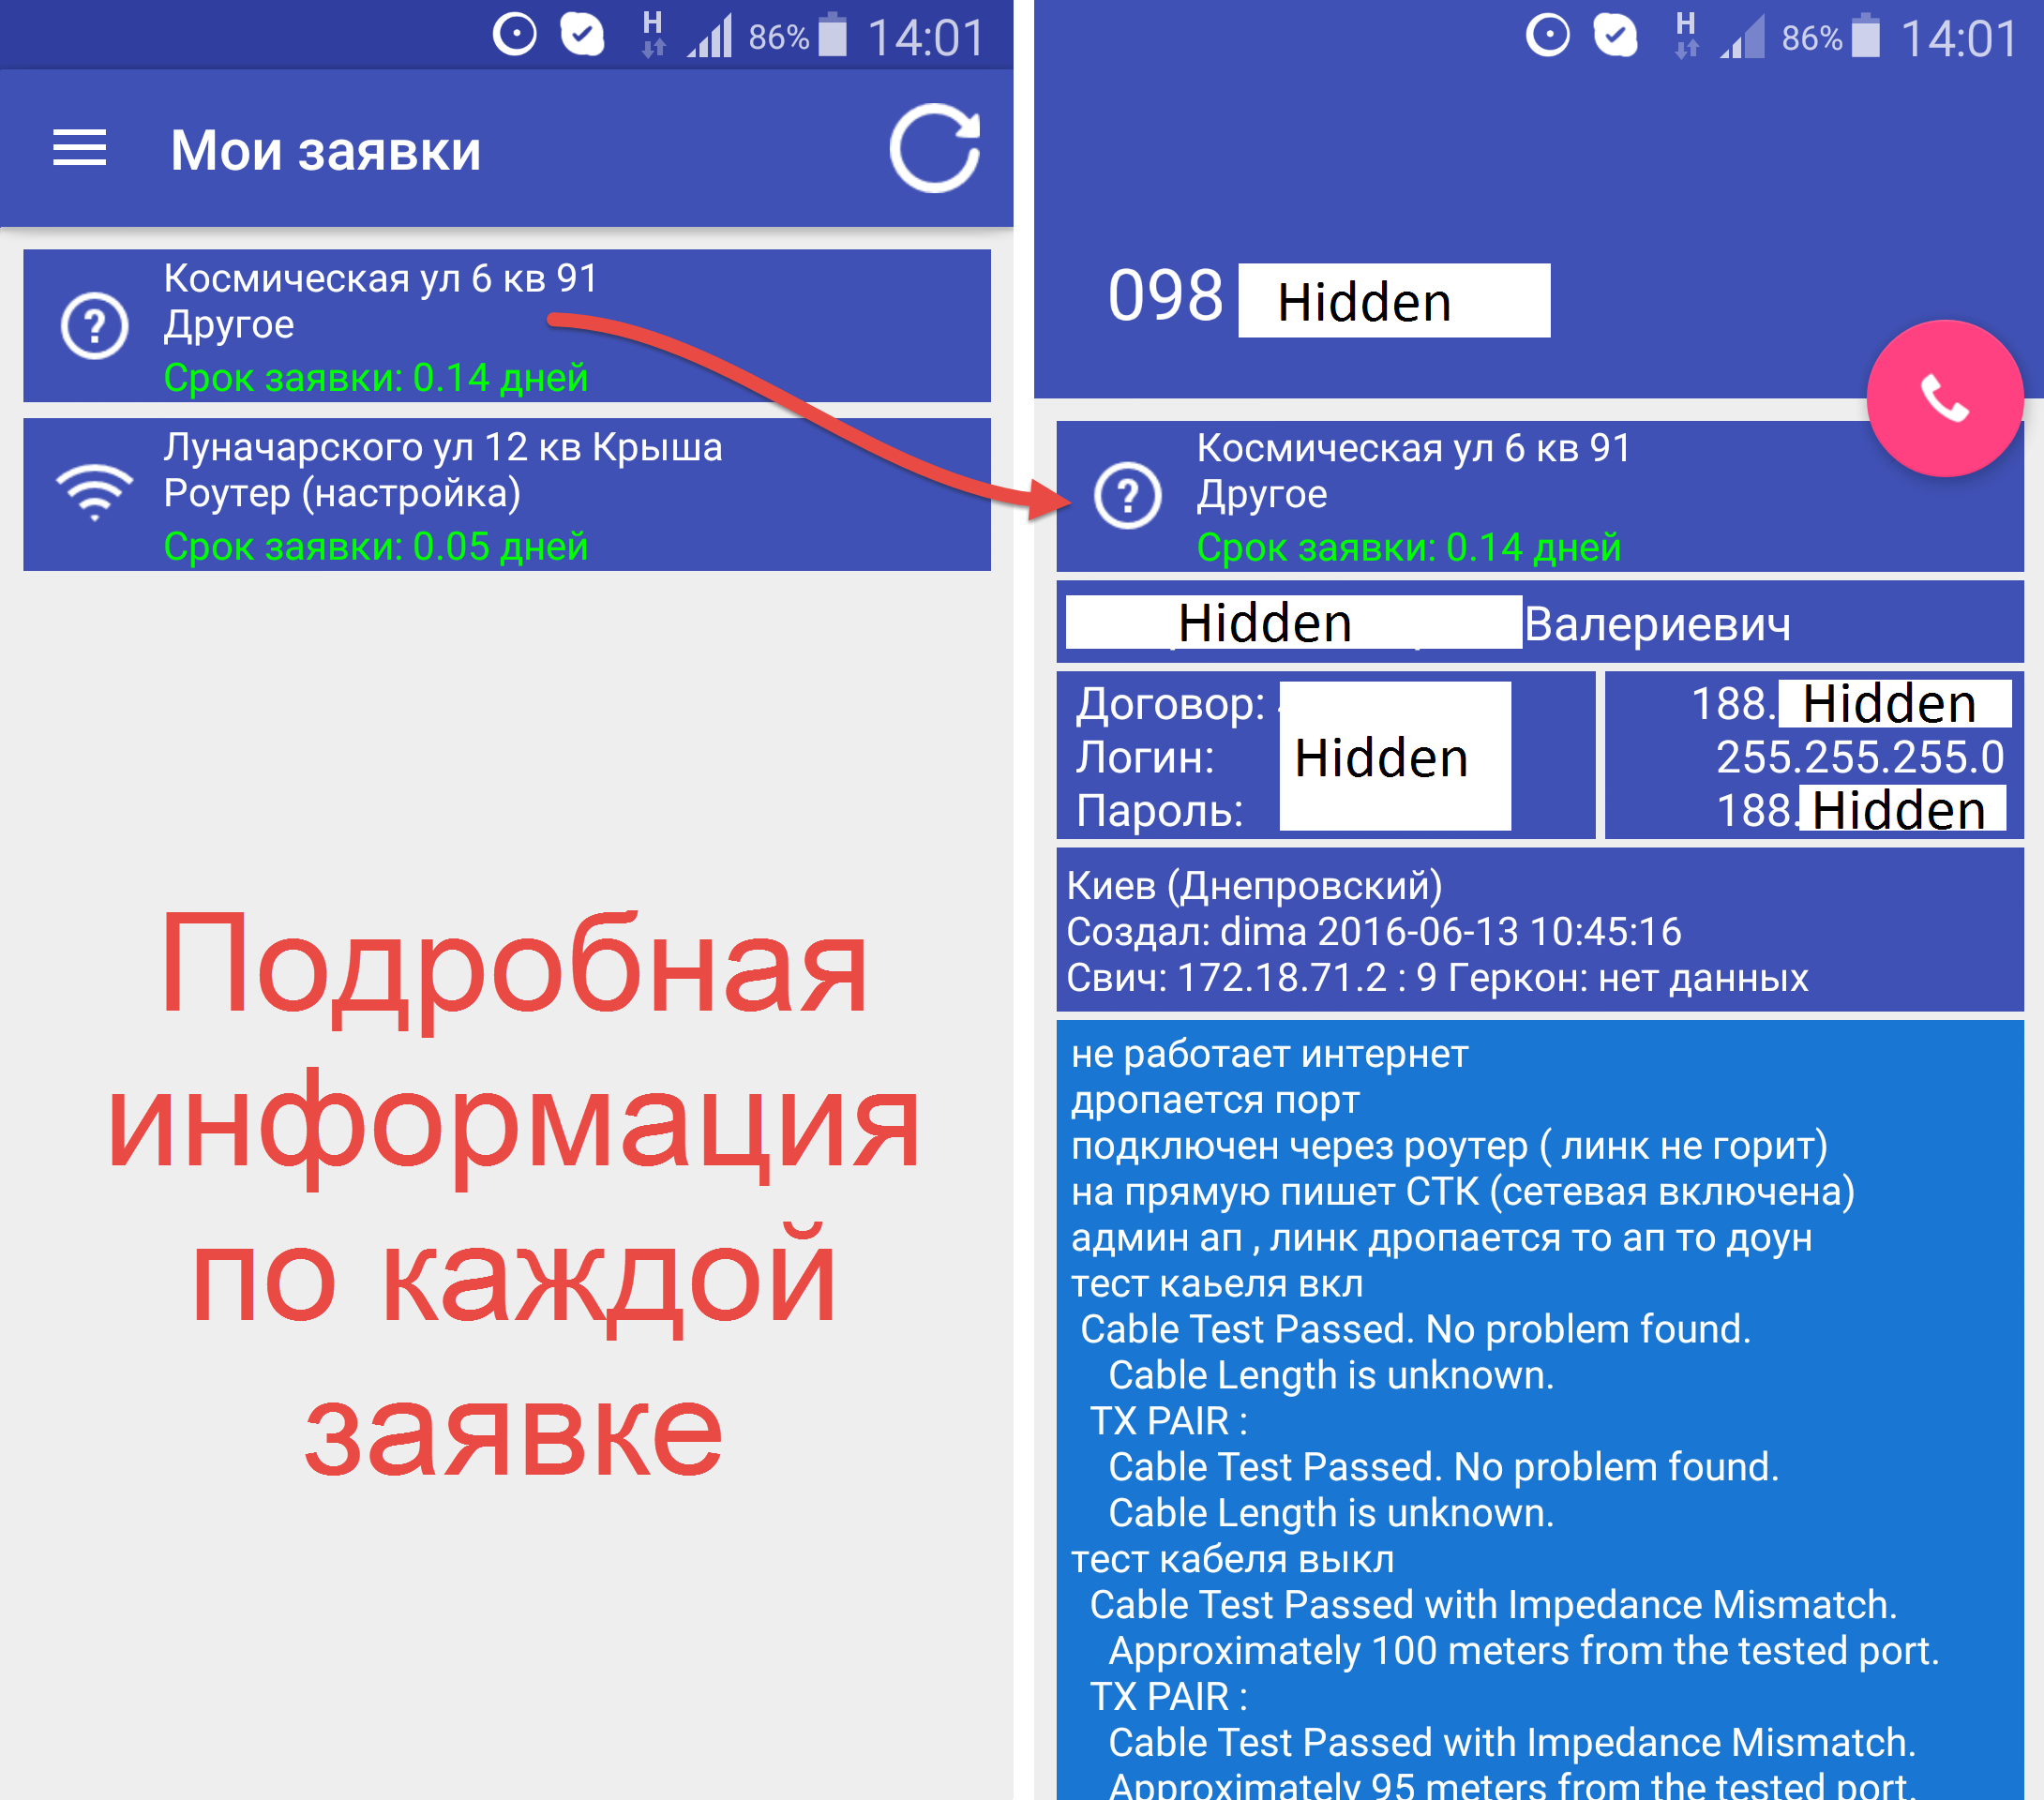 H
86%
14:01
Мои заявки
Космическая ул 6 кв 91
Другое
Срок заявки: 0.14 дней
Луначарского ул 12 кв Крыша
Роутер (настройка)
Срок заявки: 0.05 дней
Подробная
информация
по каждой
заявке
H
86%
14:01
098 Hidden
Космическая ул 6 кв 91
Другое
Срок заявки: 0.14 дней
Hidden Валериевич
Договор:
Логин: Hidden
Пароль:
188. Hidden
255.255.255.0
188. Hidden
Киев (Днепровский)
Создал: dima 2016-06-13 10:45:16
Свич: 172.18.71.2 : 9 Геркон: нет данных
не работает интернет
дропается порт
подключен через роутер ( линк не горит)
на прямую пишет СТК (сетевая включена)
админ ап , линк дропается то ап то доун
тест каьеля вкл
Cable Test Passed. No problem found.
Cable Length is unknown.
TX PAIR :
Cable Test Passed. No problem found.
Cable Length is unknown.
тест кабеля выкл
Cable Test Passed with Impedance Mismatch.
Approximately 100 meters from the tested port.
TX PAIR :
Cable Test Passed with Impedance Mismatch.
Approximately 95 meters from the tested port.